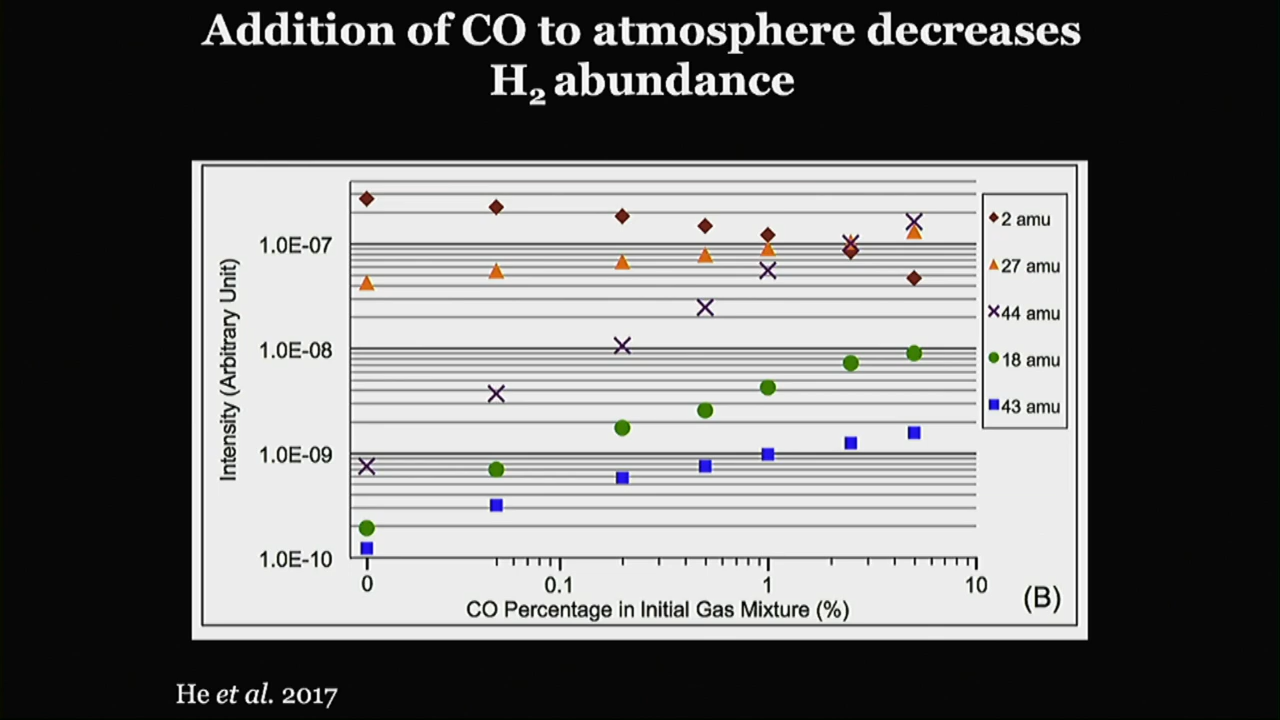 Addition of CO to atmosphere decreases
H₂ abundance
Intensity (Arbitrary Unit)
1.0E-07
1.0E-08
1.0E-09
1.0E-10
0
0.1
1
10
CO Percentage in Initial Gas Mixture (%)
2 amu
27 amu
44 amu
18 amu
43 amu
(B)
He et al. 2017